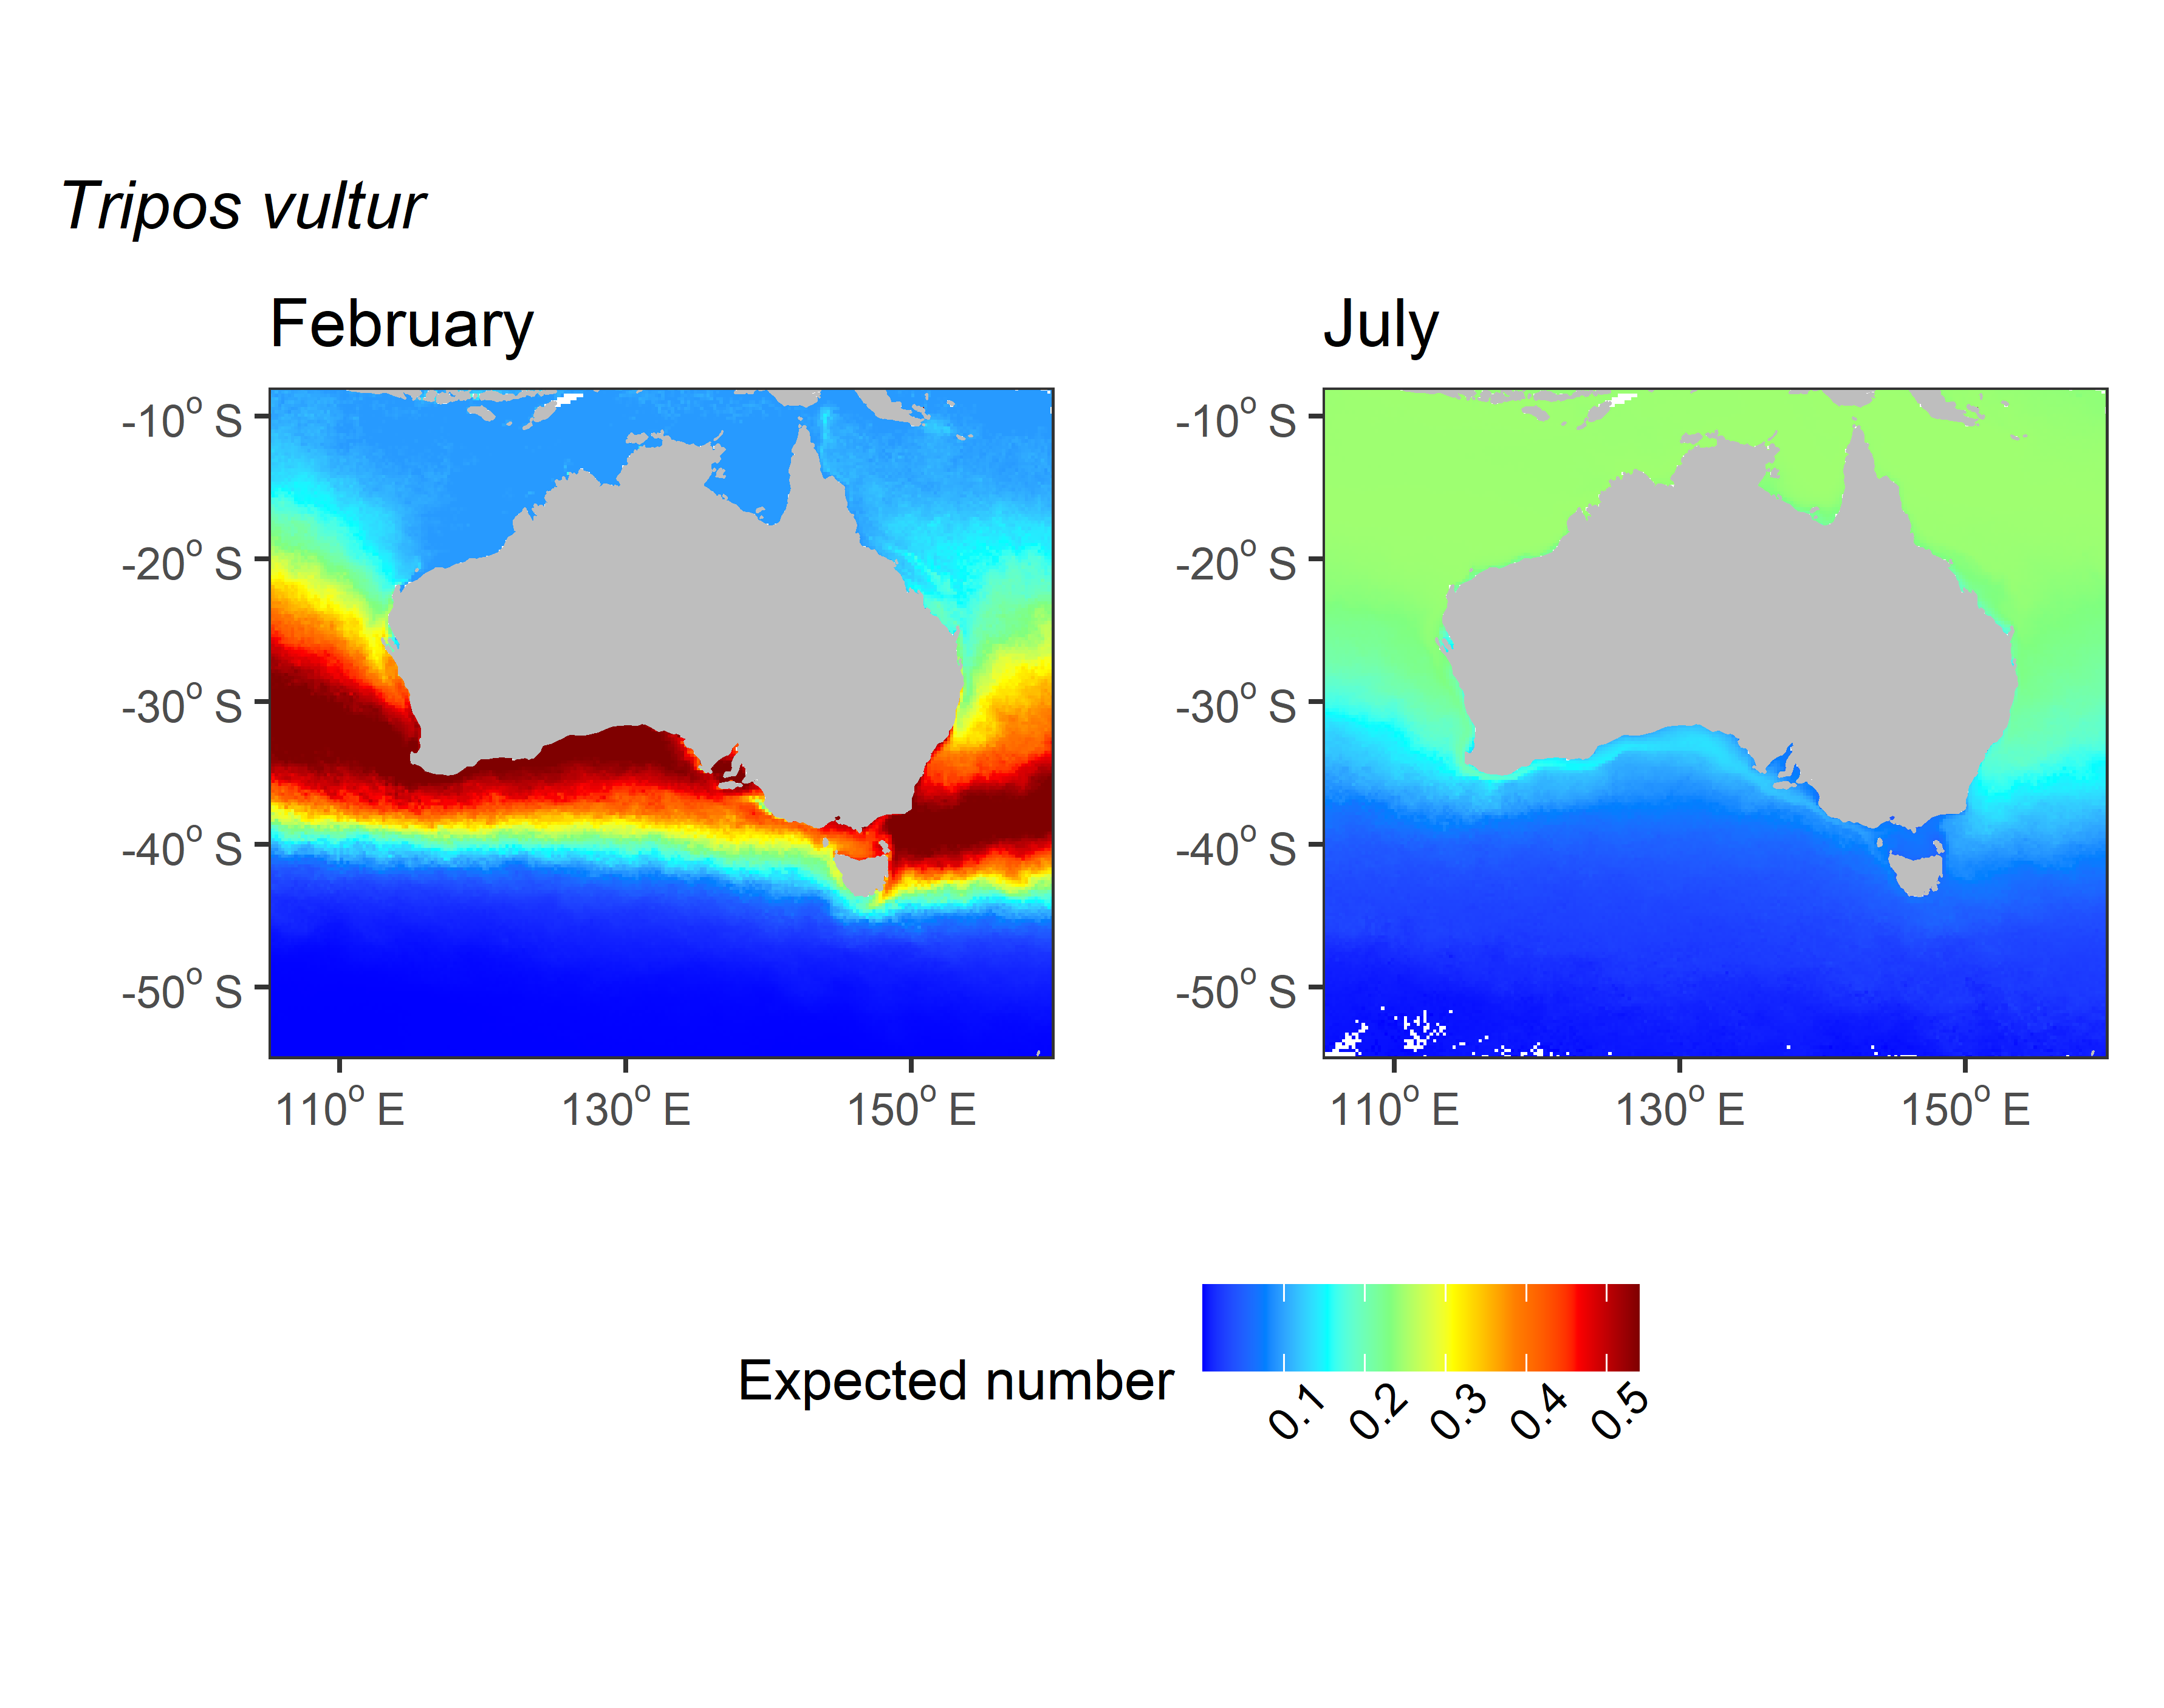 Tripos vultur
February
July
-10° S
-20° S
-30° S
-40° S
-50° S
110° E
130° E
150° E
-10° S
-20° S
-30° S
-40° S
-50° S
110° E
130° E
150° E
Expected number
0.1
0.2
0.3
0.4
0.5